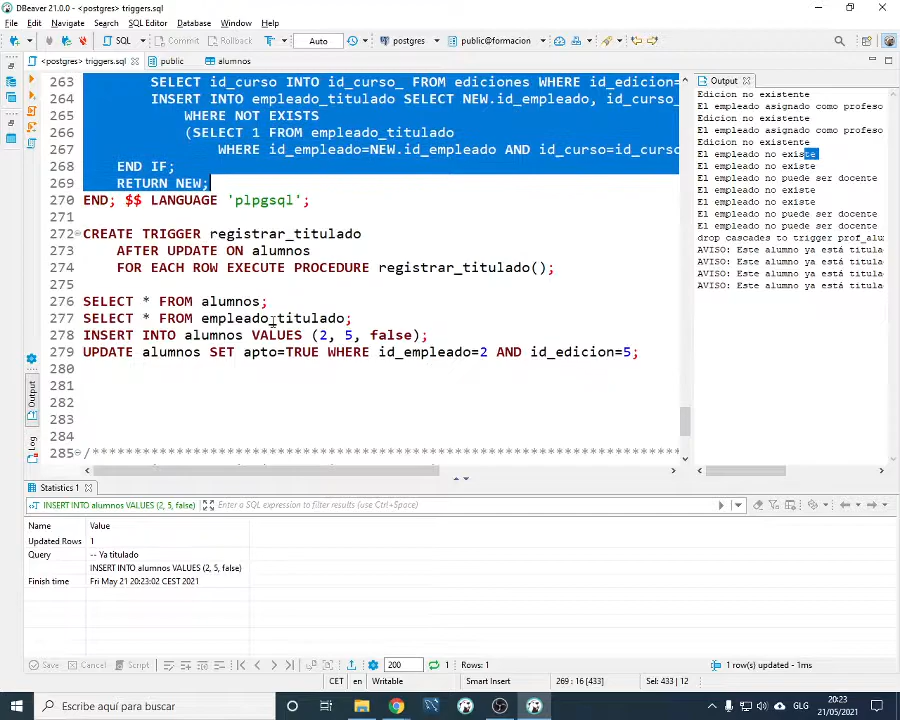 DBeaver 21.0.0 - <postgres> triggers.sql
File Edit Navigate Search SQL Editor Database Window Help
SQL Commit Rollback Auto postgres public@formacion
<postgres> triggers.sql public alumnos
263 SELECT id_curso INTO id_curso_ FROM ediciones WHERE id_edicion=
264 INSERT INTO empleado_titulado SELECT NEW.id_empleado, id_curso_
265 WHERE NOT EXISTS
266 (SELECT 1 FROM empleado_titulado
267 WHERE id_empleado=NEW.id_empleado AND id_curso=id_curso
268 END IF;
269 RETURN NEW;
270 END; $$ LANGUAGE 'plpgsql';
271
272 CREATE TRIGGER registrar_titulado
273 AFTER UPDATE ON alumnos
274 FOR EACH ROW EXECUTE PROCEDURE registrar_titulado();
275
276 SELECT * FROM alumnos;
277 SELECT * FROM empleado_titulado;
278 INSERT INTO alumnos VALUES (2, 5, false);
279 UPDATE alumnos SET apto=TRUE WHERE id_empleado=2 AND id_edicion=5;
280
281
282
283
284
285 /***********************************************************************
Output
Log
Output
Edicion no existente
El empleado asignado como profeso
Edicion no existente
El empleado asignado como profeso
Edicion no existente
El empleado no existe
El empleado no existe
El empleado no puede ser docente
El empleado no existe
El empleado no existe
El empleado no puede ser docente
El empleado no existe
drop cascades to trigger prof_alu
AVISO: Este alumno ya está titula
AVISO: Este alumno ya está titula
AVISO: Este alumno ya está titula
AVISO: Este alumno ya está titula
Statistics 1
INSERT INTO alumnos VALUES (2, 5, false) Enter a SQL expression to filter results (use Ctrl+Space)
Name Value
Updated Rows 1
Query -- Ya titulado
INSERT INTO alumnos VALUES (2, 5, false)
Finish time Fri May 21 20:23:02 CEST 2021
Save Cancel Script 200 1 Rows: 1 1 row(s) updated - 1ms
CET en Writable Smart Insert 269 : 16 [433] Sel: 433 | 12
Escribe aquí para buscar GLG 20:23
21/05/2021